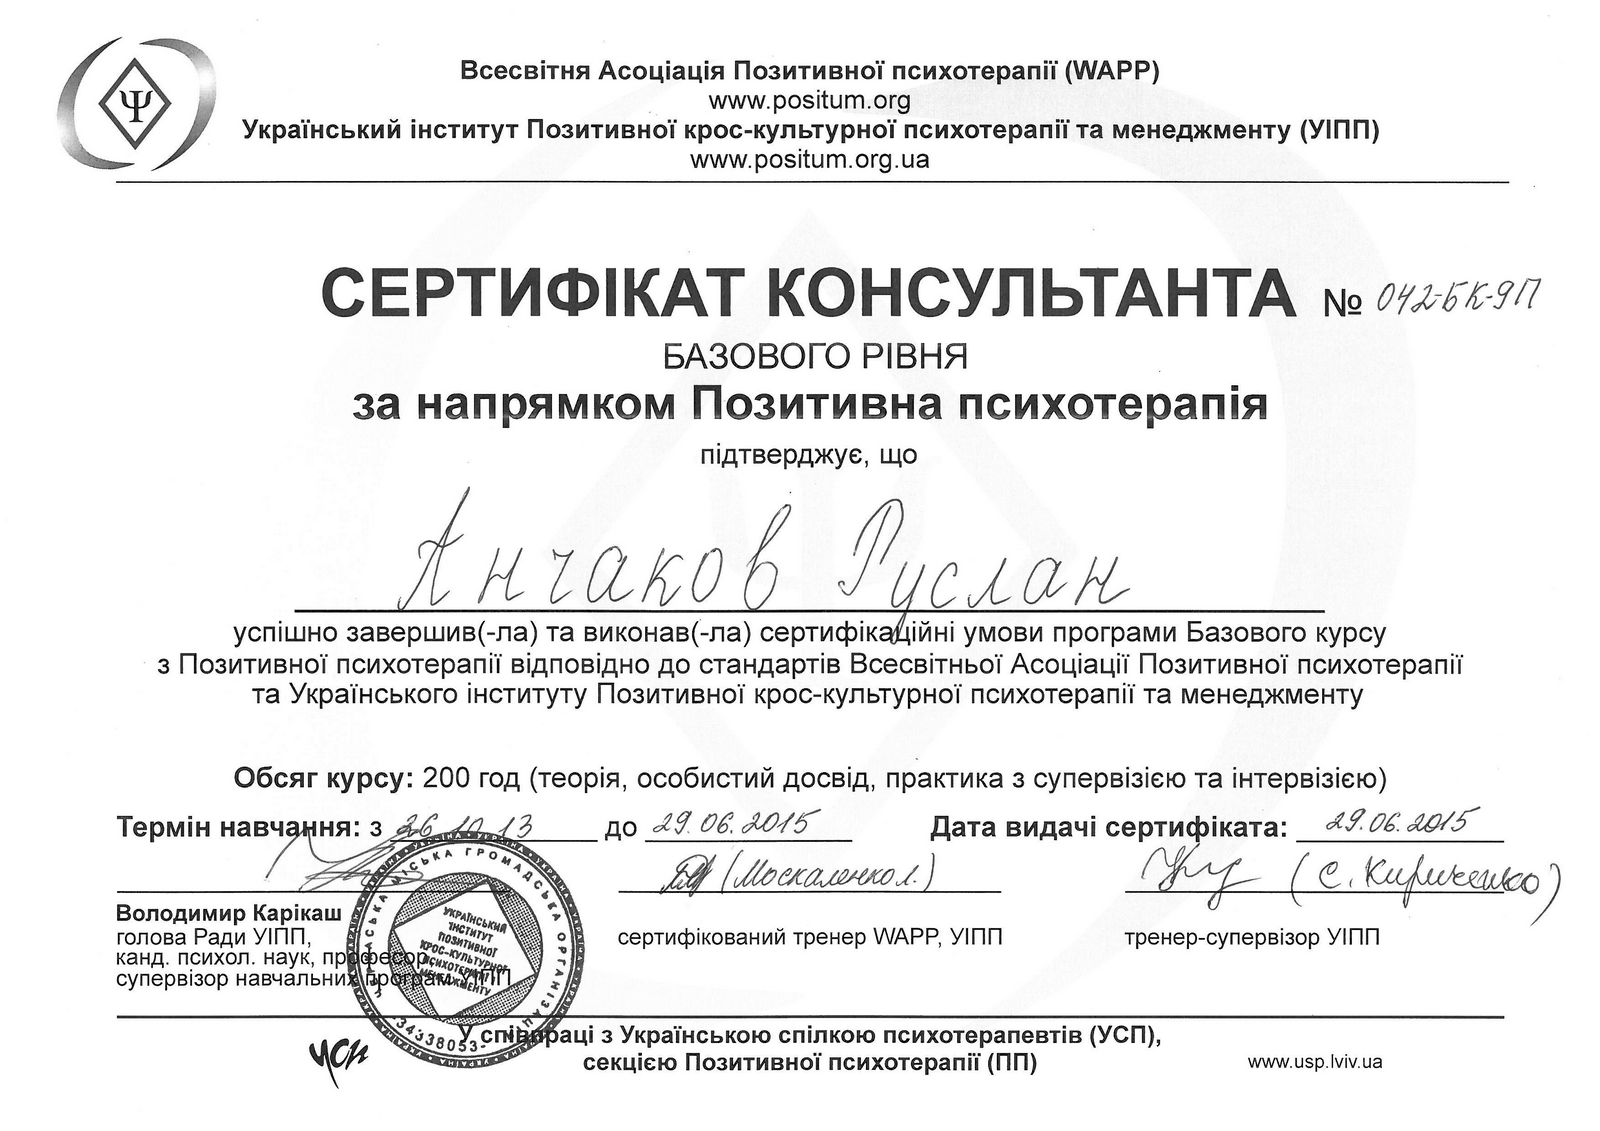 Ψ
Всесвітня Асоціація Позитивної психотерапії (WAPP)
www.positum.org
Український інститут Позитивної крос-культурної психотерапії та менеджменту (УІПП)
www.positum.org.ua
СЕРТИФІКАТ КОНСУЛЬТАНТА № 042-БК-9П
БАЗОВОГО РІВНЯ
за напрямком Позитивна психотерапія
підтверджує, що
Анчаков Руслан
успішно завершив(-ла) та виконав(-ла) сертифікаційні умови програми Базового курсу
з Позитивної психотерапії відповідно до стандартів Всесвітньої Асоціації Позитивної психотерапії
та Українського інституту Позитивної крос-культурної психотерапії та менеджменту
Обсяг курсу: 200 год (теорія, особистий досвід, практика з супервізією та інтервізією)
Термін навчання: з 26.10.13 до 29.06.2015 Дата видачі сертифіката: 29.06.2015
(Москаленко Л.) (С. Кириченко)
Володимир Карікаш
голова Ради УІПП,
канд. психол. наук, професор,
супервізор навчальних програм УІПП
сертифікований тренер WAPP, УІПП
тренер-супервізор УІПП
ЧЕРКАСЬКА МІСЬКА ГРОМАДСЬКА ОРГАНІЗАЦІЯ
УКРАЇНСЬКИЙ
ІНСТИТУТ
ПОЗИТИВНОЇ
КРОС-КУЛЬТУРНОЇ
ПСИХОТЕРАПІЇ І
МЕНЕДЖМЕНТУ
34338053
УСП
У співпраці з Українською спілкою психотерапевтів (УСП),
секцією Позитивної психотерапії (ПП)
www.usp.lviv.ua